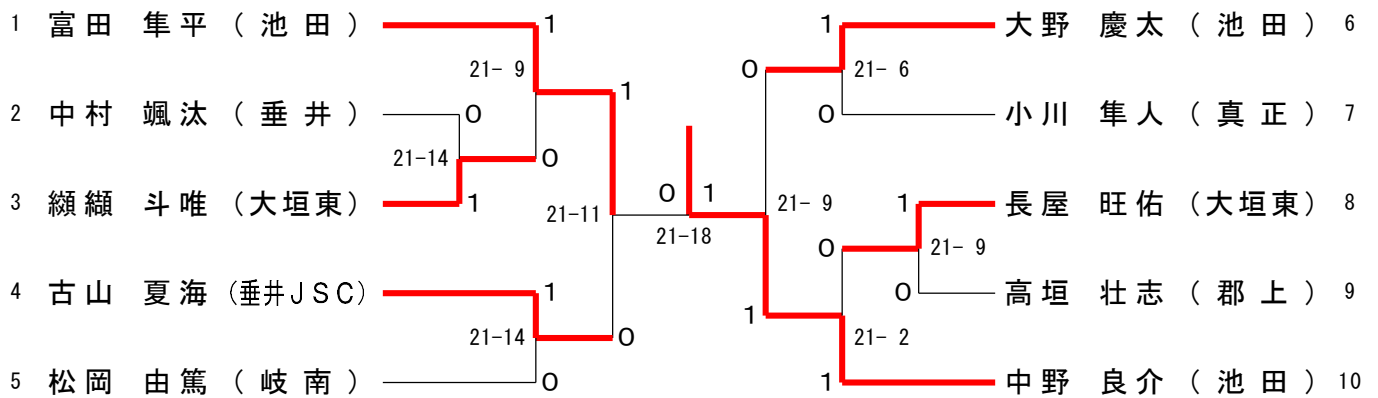 1 富田 隼平 (池田) 1 1 大野 慶太 (池田) 6
21- 9 0 21- 6
1
2 中村 颯汰 (垂井) 0 0 小川 隼人 (真正) 7
21-14 0
0 1
3 纐纈 斗唯 (大垣東) 1 21-11 21- 9 1 長屋 旺佑 (大垣東) 8
21-18 0 21- 9
4 古山 夏海 (垂井JSC) 1 0 高垣 壮志 (郡上) 9
1
21-14 0 21- 2
5 松岡 由篤 (岐南) 0 1 中野 良介 (池田) 10